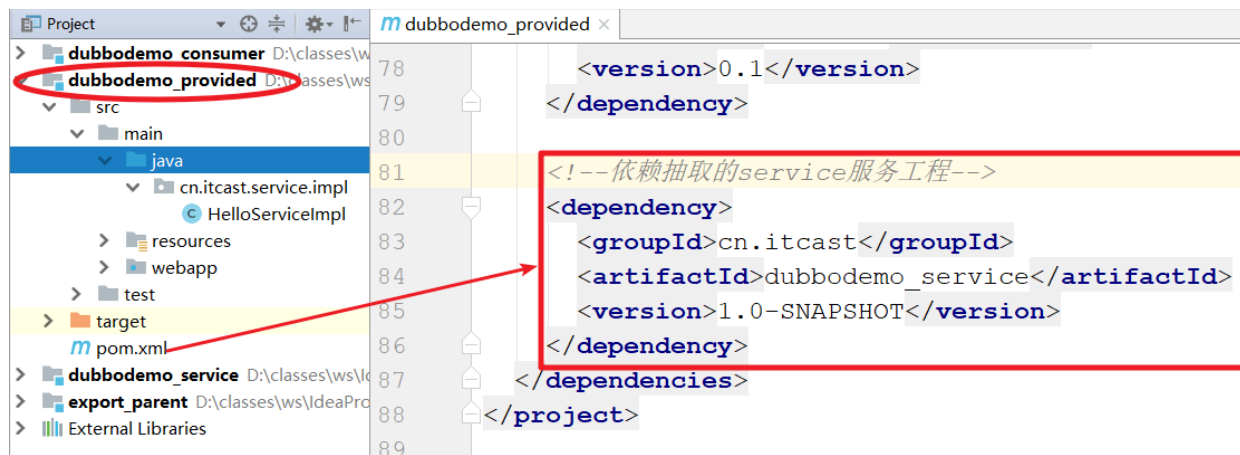 Project
dubbodemo_consumer D:\classes\w
dubbodemo_provided D:\classes\ws
src
main
java
cn.itcast.service.impl
HelloServiceImpl
resources
webapp
test
target
pom.xml
dubbodemo_service D:\classes\ws\Id
export_parent D:\classes\ws\IdeaPro
External Libraries
dubbodemo_provided
78 <version>0.1</version>
79 </dependency>
80
81 <!--依赖抽取的service服务工程-->
82 <dependency>
83 <groupId>cn.itcast</groupId>
84 <artifactId>dubbodemo_service</artifactId>
85 <version>1.0-SNAPSHOT</version>
86 </dependency>
87 </dependencies>
88 </project>
89